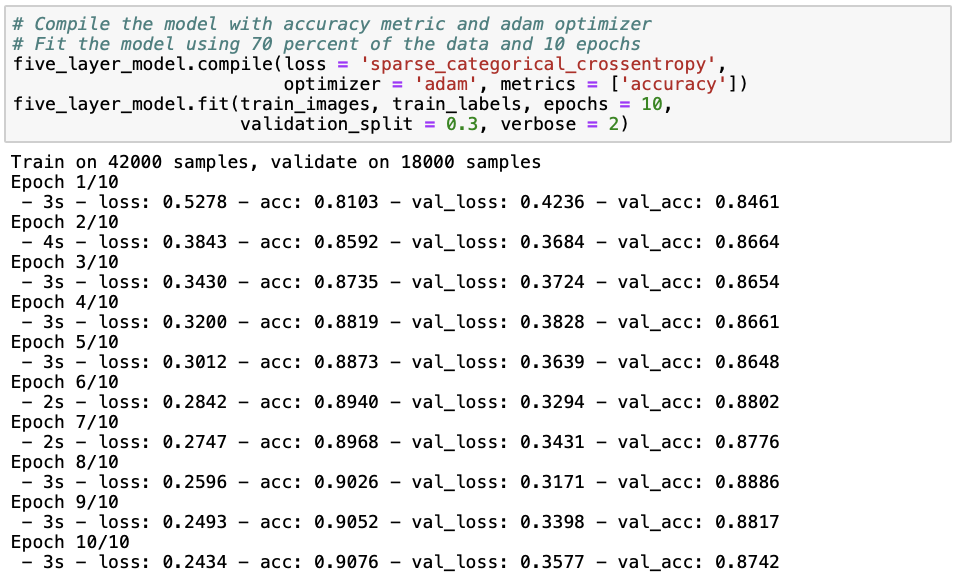 # Compile the model with accuracy metric and adam optimizer
# Fit the model using 70 percent of the data and 10 epochs
five_layer_model.compile(loss = 'sparse_categorical_crossentropy',
optimizer = 'adam', metrics = ['accuracy'])
five_layer_model.fit(train_images, train_labels, epochs = 10,
validation_split = 0.3, verbose = 2)
Train on 42000 samples, validate on 18000 samples
Epoch 1/10
– 3s – loss: 0.5278 – acc: 0.8103 – val_loss: 0.4236 – val_acc: 0.8461
Epoch 2/10
– 4s – loss: 0.3843 – acc: 0.8592 – val_loss: 0.3684 – val_acc: 0.8664
Epoch 3/10
– 3s – loss: 0.3430 – acc: 0.8735 – val_loss: 0.3724 – val_acc: 0.8654
Epoch 4/10
– 3s – loss: 0.3200 – acc: 0.8819 – val_loss: 0.3828 – val_acc: 0.8661
Epoch 5/10
– 3s – loss: 0.3012 – acc: 0.8873 – val_loss: 0.3639 – val_acc: 0.8648
Epoch 6/10
– 2s – loss: 0.2842 – acc: 0.8940 – val_loss: 0.3294 – val_acc: 0.8802
Epoch 7/10
– 2s – loss: 0.2747 – acc: 0.8968 – val_loss: 0.3431 – val_acc: 0.8776
Epoch 8/10
– 3s – loss: 0.2596 – acc: 0.9026 – val_loss: 0.3171 – val_acc: 0.8886
Epoch 9/10
– 3s – loss: 0.2493 – acc: 0.9052 – val_loss: 0.3398 – val_acc: 0.8817
Epoch 10/10
– 3s – loss: 0.2434 – acc: 0.9076 – val_loss: 0.3577 – val_acc: 0.8742